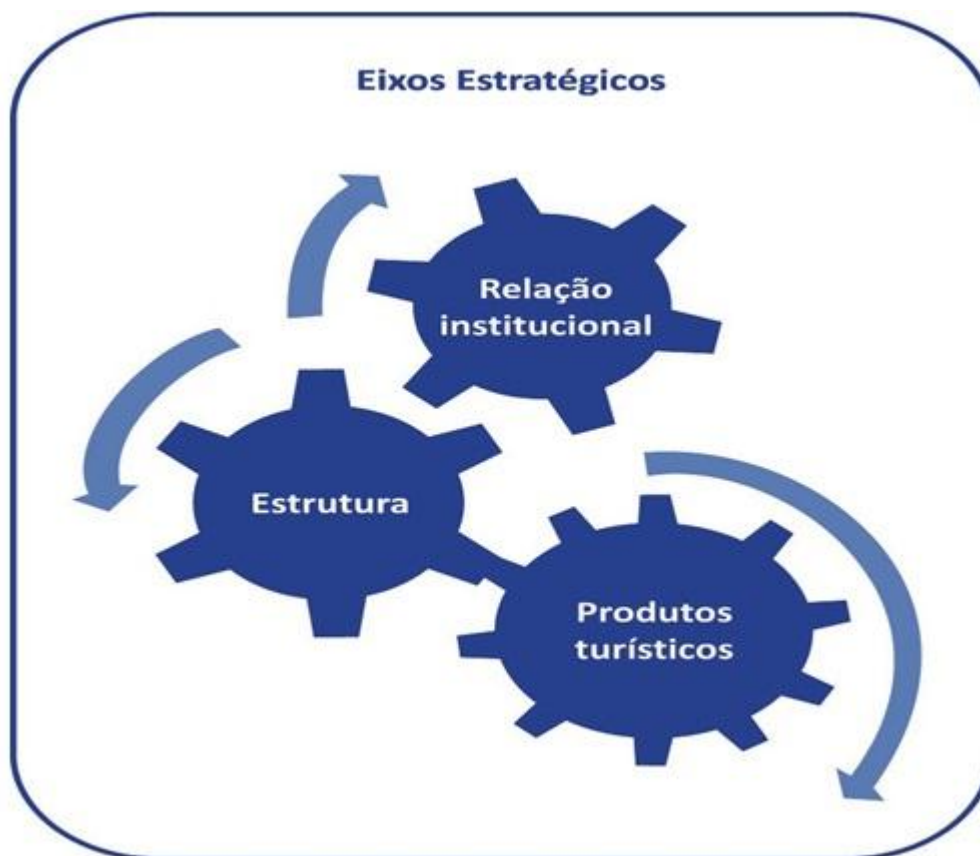 Eixos Estratégicos
Relação
institucional
Estrutura
Produtos
turísticos